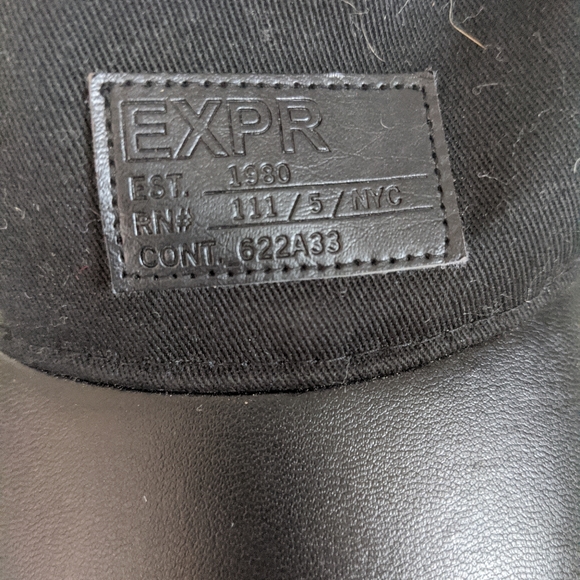 EXPR
EST. 1980
RN# 111/5/NYC
CONT. 622A33